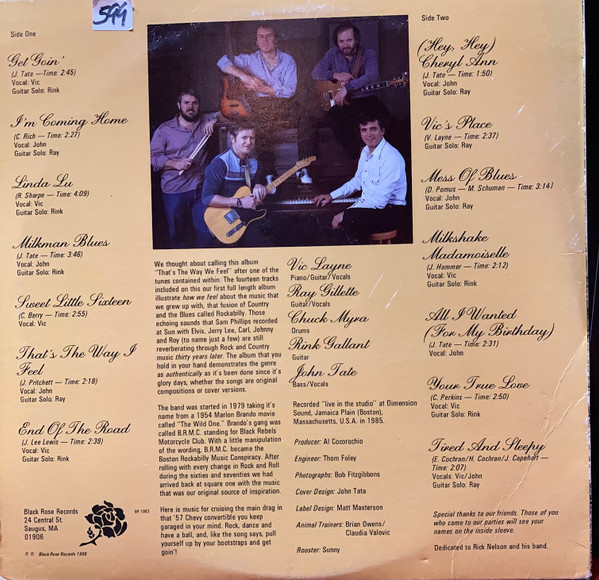 594
Side One
Get Goin'
(J. Tate — Time: 2:45)
Vocal: Vic
Guitar Solo: Rink
I'm Coming Home
(C. Rich — Time: 2:27)
Vocal: John
Guitar Solo: Ray
Linda Lu
(R. Sharpe — Time: 4:09)
Vocal: Vic
Guitar Solo: Rink
Milkman Blues
(J. Tate — Time: 3:46)
Vocal: John
Guitar Solo: Rink
Sweet Little Sixteen
(C. Berry — Time: 2:55)
Vocal: Vic
That's The Way I
Feel
(J. Pritchett — Time: 2:18)
Vocal: John
Guitar Solo: Ray
End Of The Road
(J. Lee Lewis — Time: 2:39)
Vocal: Vic
Guitar Solo: Rink
Black Rose Records
24 Central St.
Saugus, MA
01906
Black Rose Records 1986
We thought about calling this album
"That's The Way We Feel" after one of the
tunes contained within. The fourteen tracks
included on this our first full length album
illustrate how we feel about the music that
we grew up with, that fusion of Country
and the Blues called Rockabilly. Those
echoing sounds that Sam Phillips recorded
at Sun with Elvis, Jerry Lee, Carl, Johnny
and Roy (to name just a few) are still
reverberating through Rock and Country
music thirty years later. The album that you
hold in your hand demonstrates the genre
as authentically as it's been done since it's
glory days, whether the songs are original
compositions or cover versions.
The band was started in 1979 taking it's
name from a 1954 Marlon Brando movie
called "The Wild One." Brando's gang was
called B.R.M.C. standing for Black Rebels
Motorcycle Club. With a little manipulation
of the wording, B.R.M.C. became the
Boston Rockabilly Music Conspiracy. After
rolling with every change in Rock and Roll
during the sixties and seventies we had
arrived back at square one with the music
that was our original source of inspiration.
Here is music for cruising the main drag in
that '57 Chevy convertible you keep
garaged in your mind. Rock, dance and
have a ball, and, like the song says, pull
yourself up by your bootstraps and get
goin'!
Vic Layne
Piano/Guitar/Vocals
Ray Gillette
Guitar/Vocals
Chuck Myra
Drums
Rink Gallant
Guitar
John Tate
Bass/Vocals
Recorded "live in the studio" at Dimension
Sound, Jamaica Plain (Boston),
Massachusetts, U.S.A. in 1985.
Producer: Al Cocorochio
Engineer: Thom Foley
Photographs: Bob Fitzgibbons
Cover Design: John Tata
Label Design: Matt Masterson
Animal Trainers: Brian Owens/
Claudia Valovic
Rooster: Sunny
Side Two
(Hey, Hey)
Cheryl Ann
(J. Tate — Time: 1:50)
Vocal: Vic
Guitar Solo: Rink
Vic's Place
(V. Layne — Time: 2:37)
Vocal: Vic
Guitar Solo: Ray
Mess Of Blues
(D. Pomus — M. Schuman — Time: 3:14)
Vocal: Vic
Guitar Solo: Ray
Milkshake
Madamoiselle
(J. Hammer — Time: 2:12)
Vocal: Vic
Guitar Solo: Rink
All I Wanted
(For My Birthday)
(J. Tate — Time: 2:31)
Vocal: John
Your True Love
(C. Perkins — Time: 2:50)
Vocal: Vic
Guitar Solo: Rink
Tired And Sleepy
(E. Cochran/H. Cochran/J. Capehart —
Time: 2:07)
Vocals: Vic/John
Guitar Solo: Ray
Special thanks to our friends. Those of you
who came to our parties will see your
names on the inside sleeve.
Dedicated to Rick Nelson and his band.